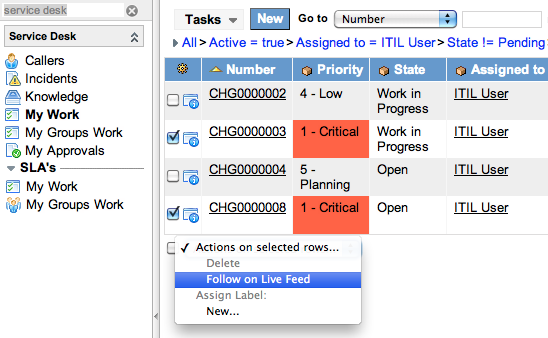 service desk
Tasks New Go to Number
Service Desk
All > Active = true > Assigned to = ITIL User > State != Pending
Callers
Incidents
Knowledge
My Work
My Groups Work
My Approvals
SLA's
My Work
My Groups Work
Number Priority State Assigned to
CHG0000002 4 - Low Work in Progress ITIL User
CHG0000003 1 - Critical Work in Progress ITIL User
CHG0000004 5 - Planning Open ITIL User
CHG0000008 1 - Critical Open ITIL User
✓ Actions on selected rows...
Delete
Follow on Live Feed
Assign Label:
New...